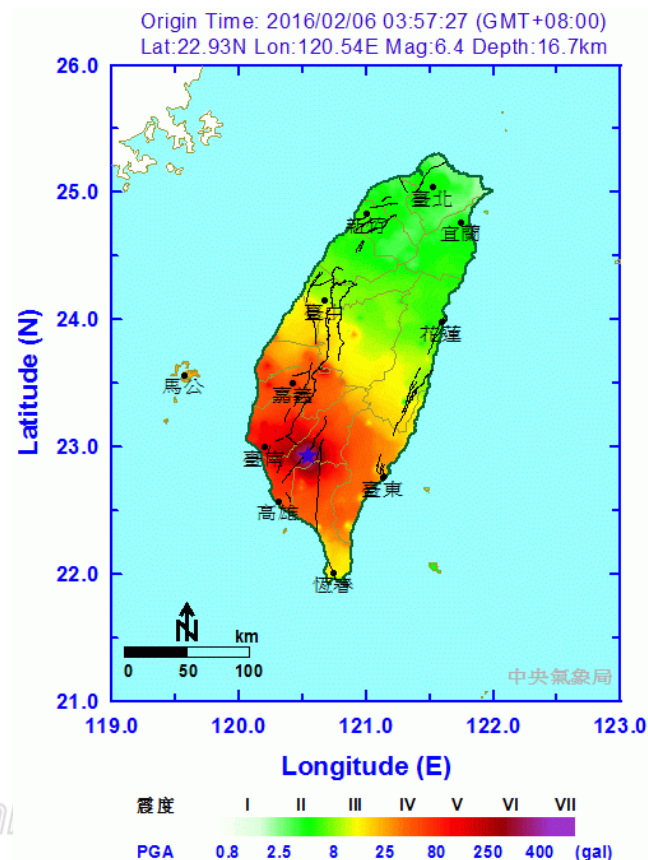 Origin Time: 2016/02/06 03:57:27 (GMT+08:00)
Lat:22.93N Lon:120.54E Mag:6.4 Depth:16.7km
26.0
臺北
新竹
宜蘭
25.0
臺中
24.0
花蓮
馬公
嘉義
Latitude (N)
23.0
臺南
臺東
高雄
22.0
恆春
N
km
0 50 100
中央氣象局
21.0
119.0 120.0 121.0 122.0 123.0
Longitude (E)
震度 I II III IV V VI VII
PGA 0.8 2.5 8 25 80 250 400 (gal)